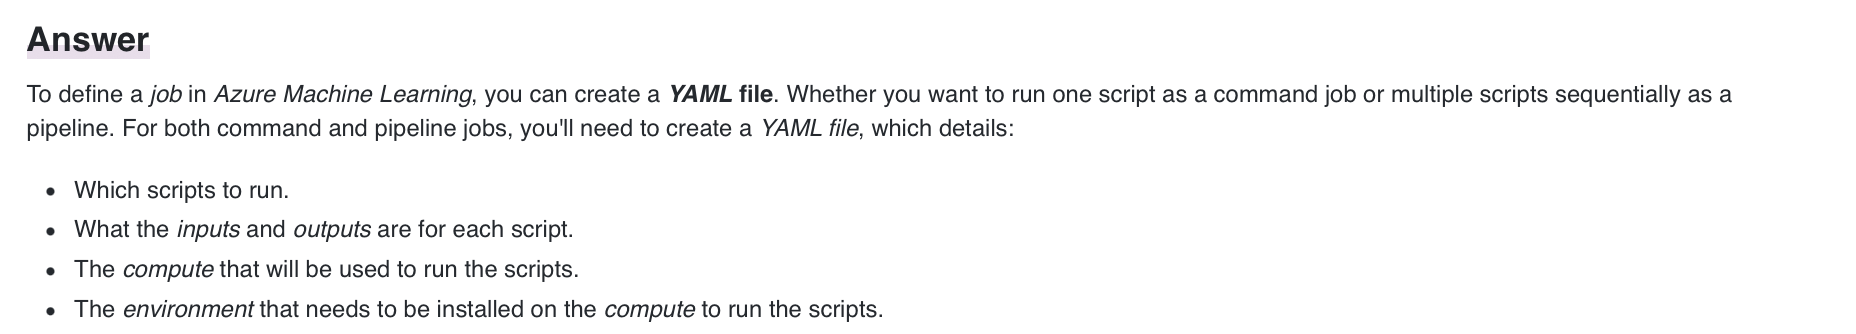 Answer
To define a job in Azure Machine Learning, you can create a YAML file. Whether you want to run one script as a command job or multiple scripts sequentially as a
pipeline. For both command and pipeline jobs, you'll need to create a YAML file, which details:
• Which scripts to run.
• What the inputs and outputs are for each script.
• The compute that will be used to run the scripts.
• The environment that needs to be installed on the compute to run the scripts.